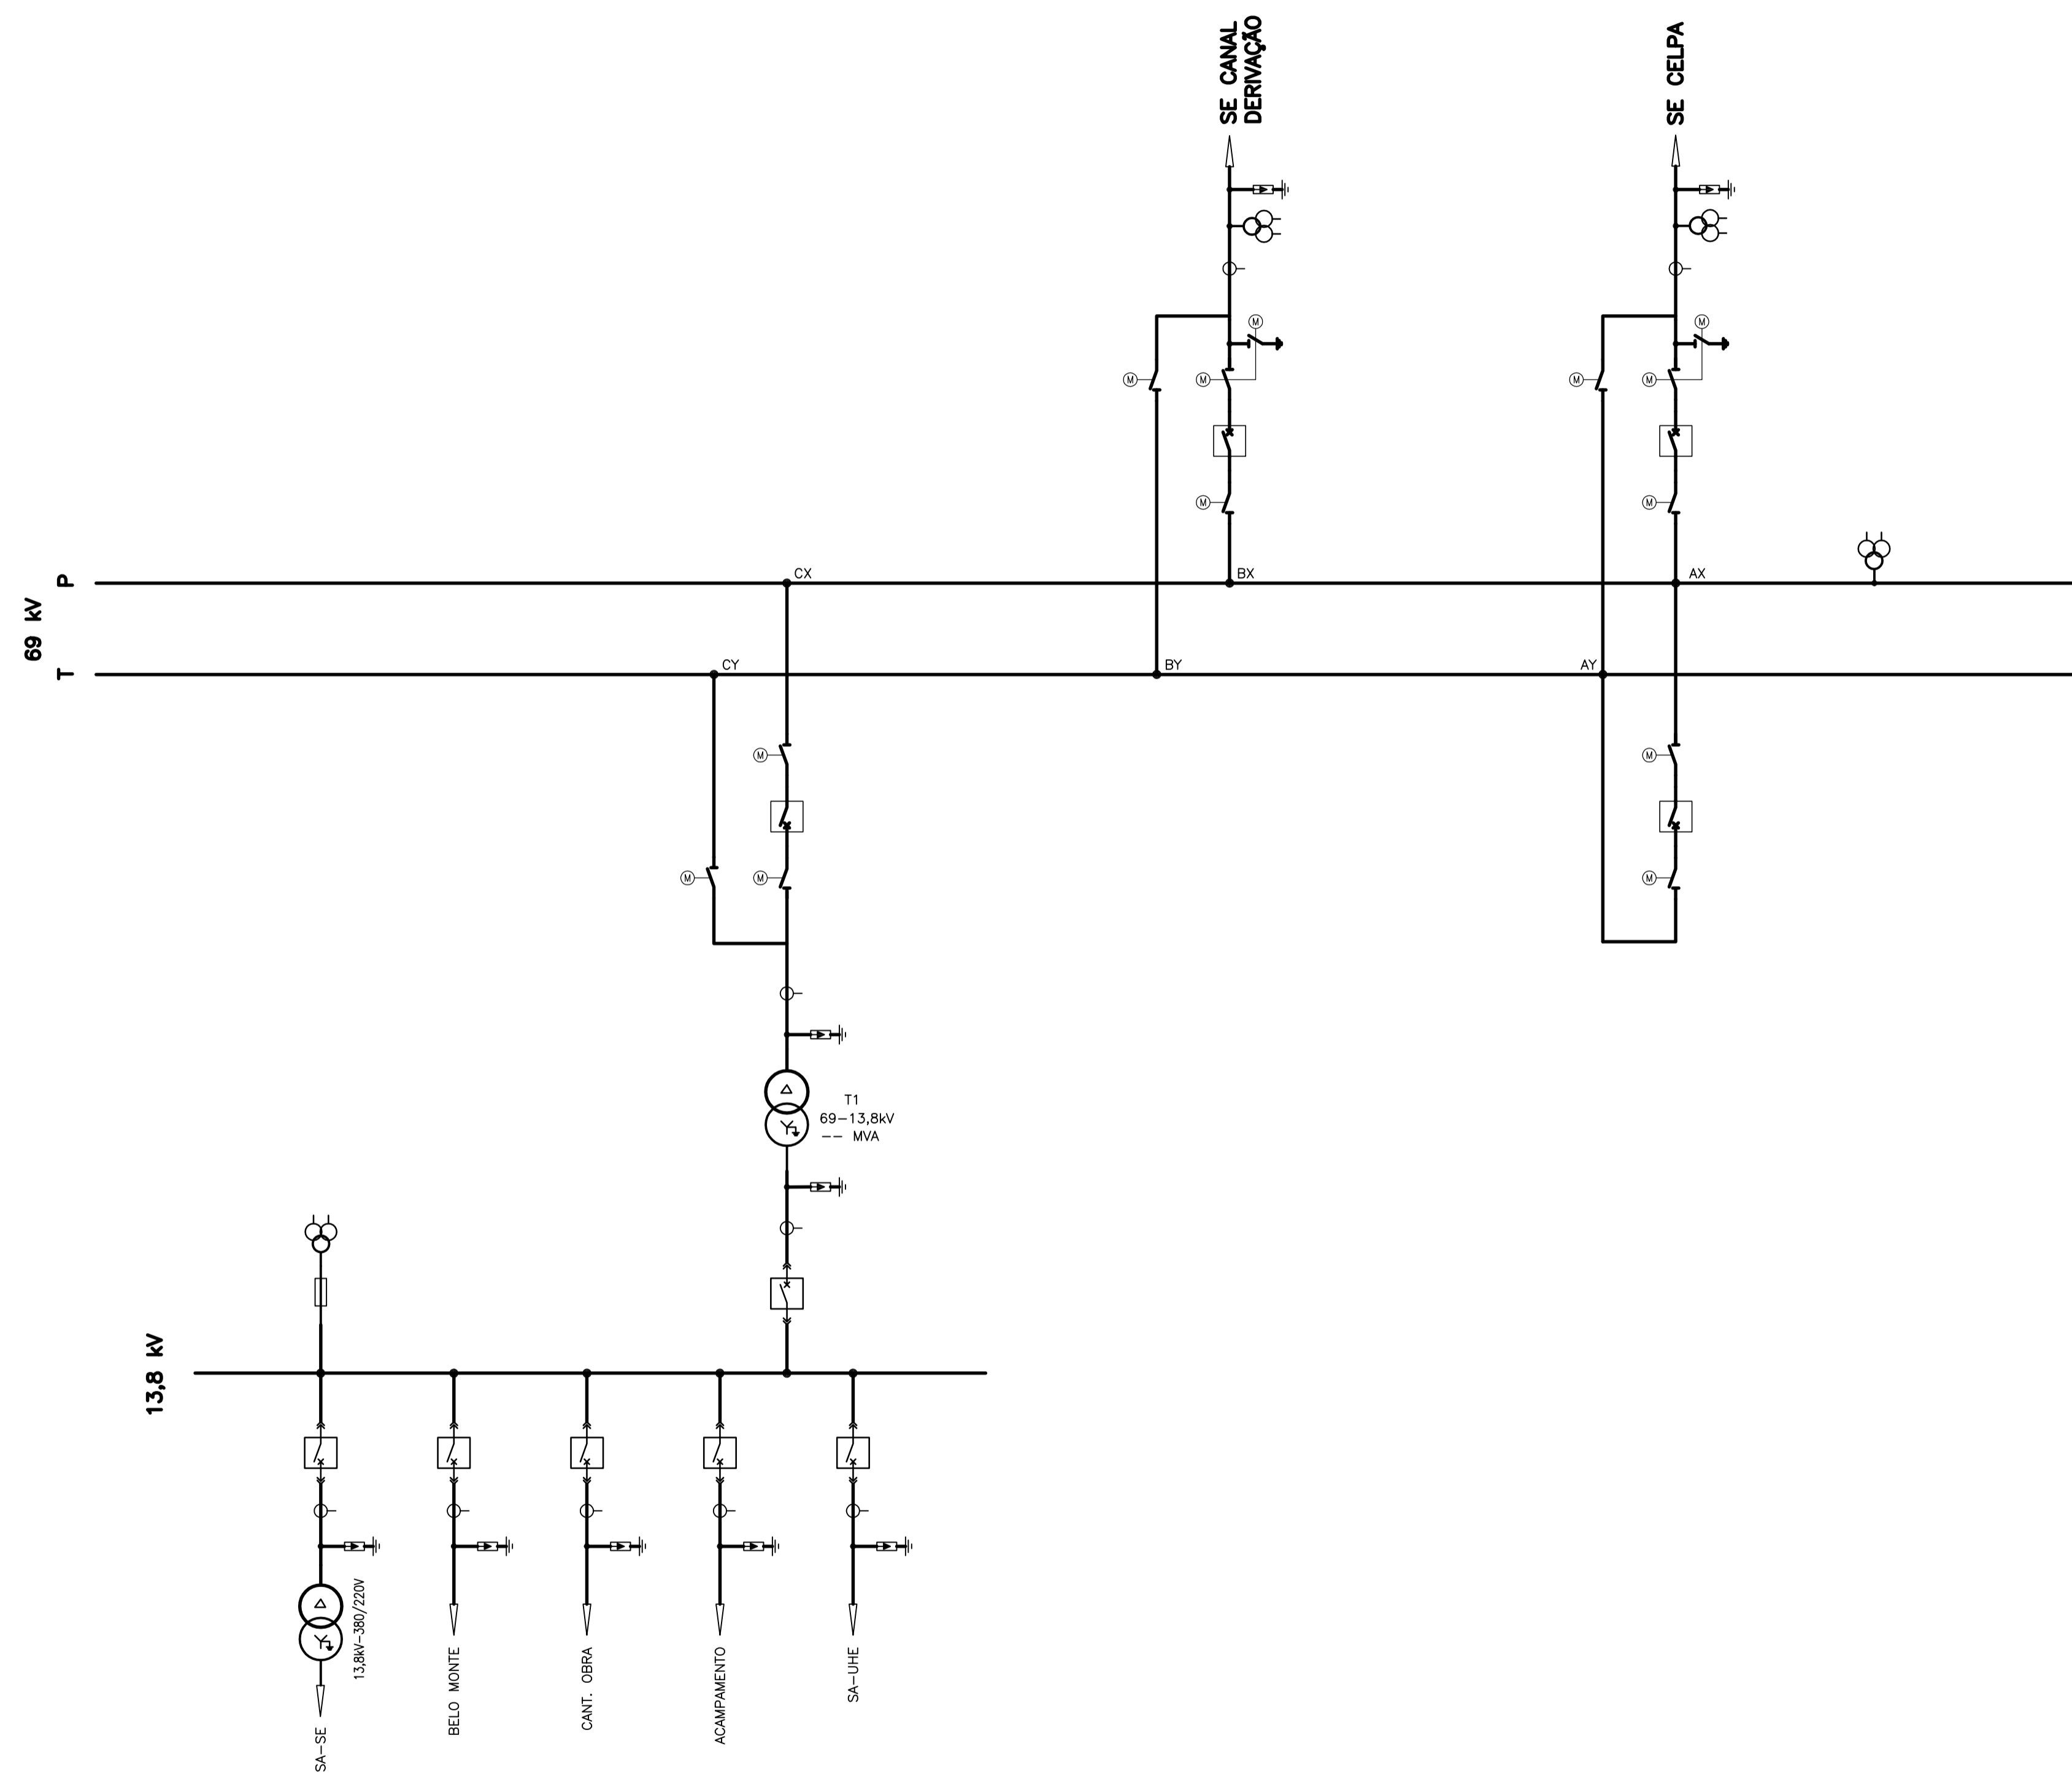 SE CANAL
DERIVAÇÃO
SE CELPA
M
M
M
M
M
M
M
M
69 kV
P
T
CX
BX
AX
CY
BY
AY
M
M
M
M
M
T1
69-13,8kV
-- MVA
13,8 kV
13,8kV-380/220V
SA-SE
BELO MONTE
CANT. OBRA
ACAMPAMENTO
SA-UHE